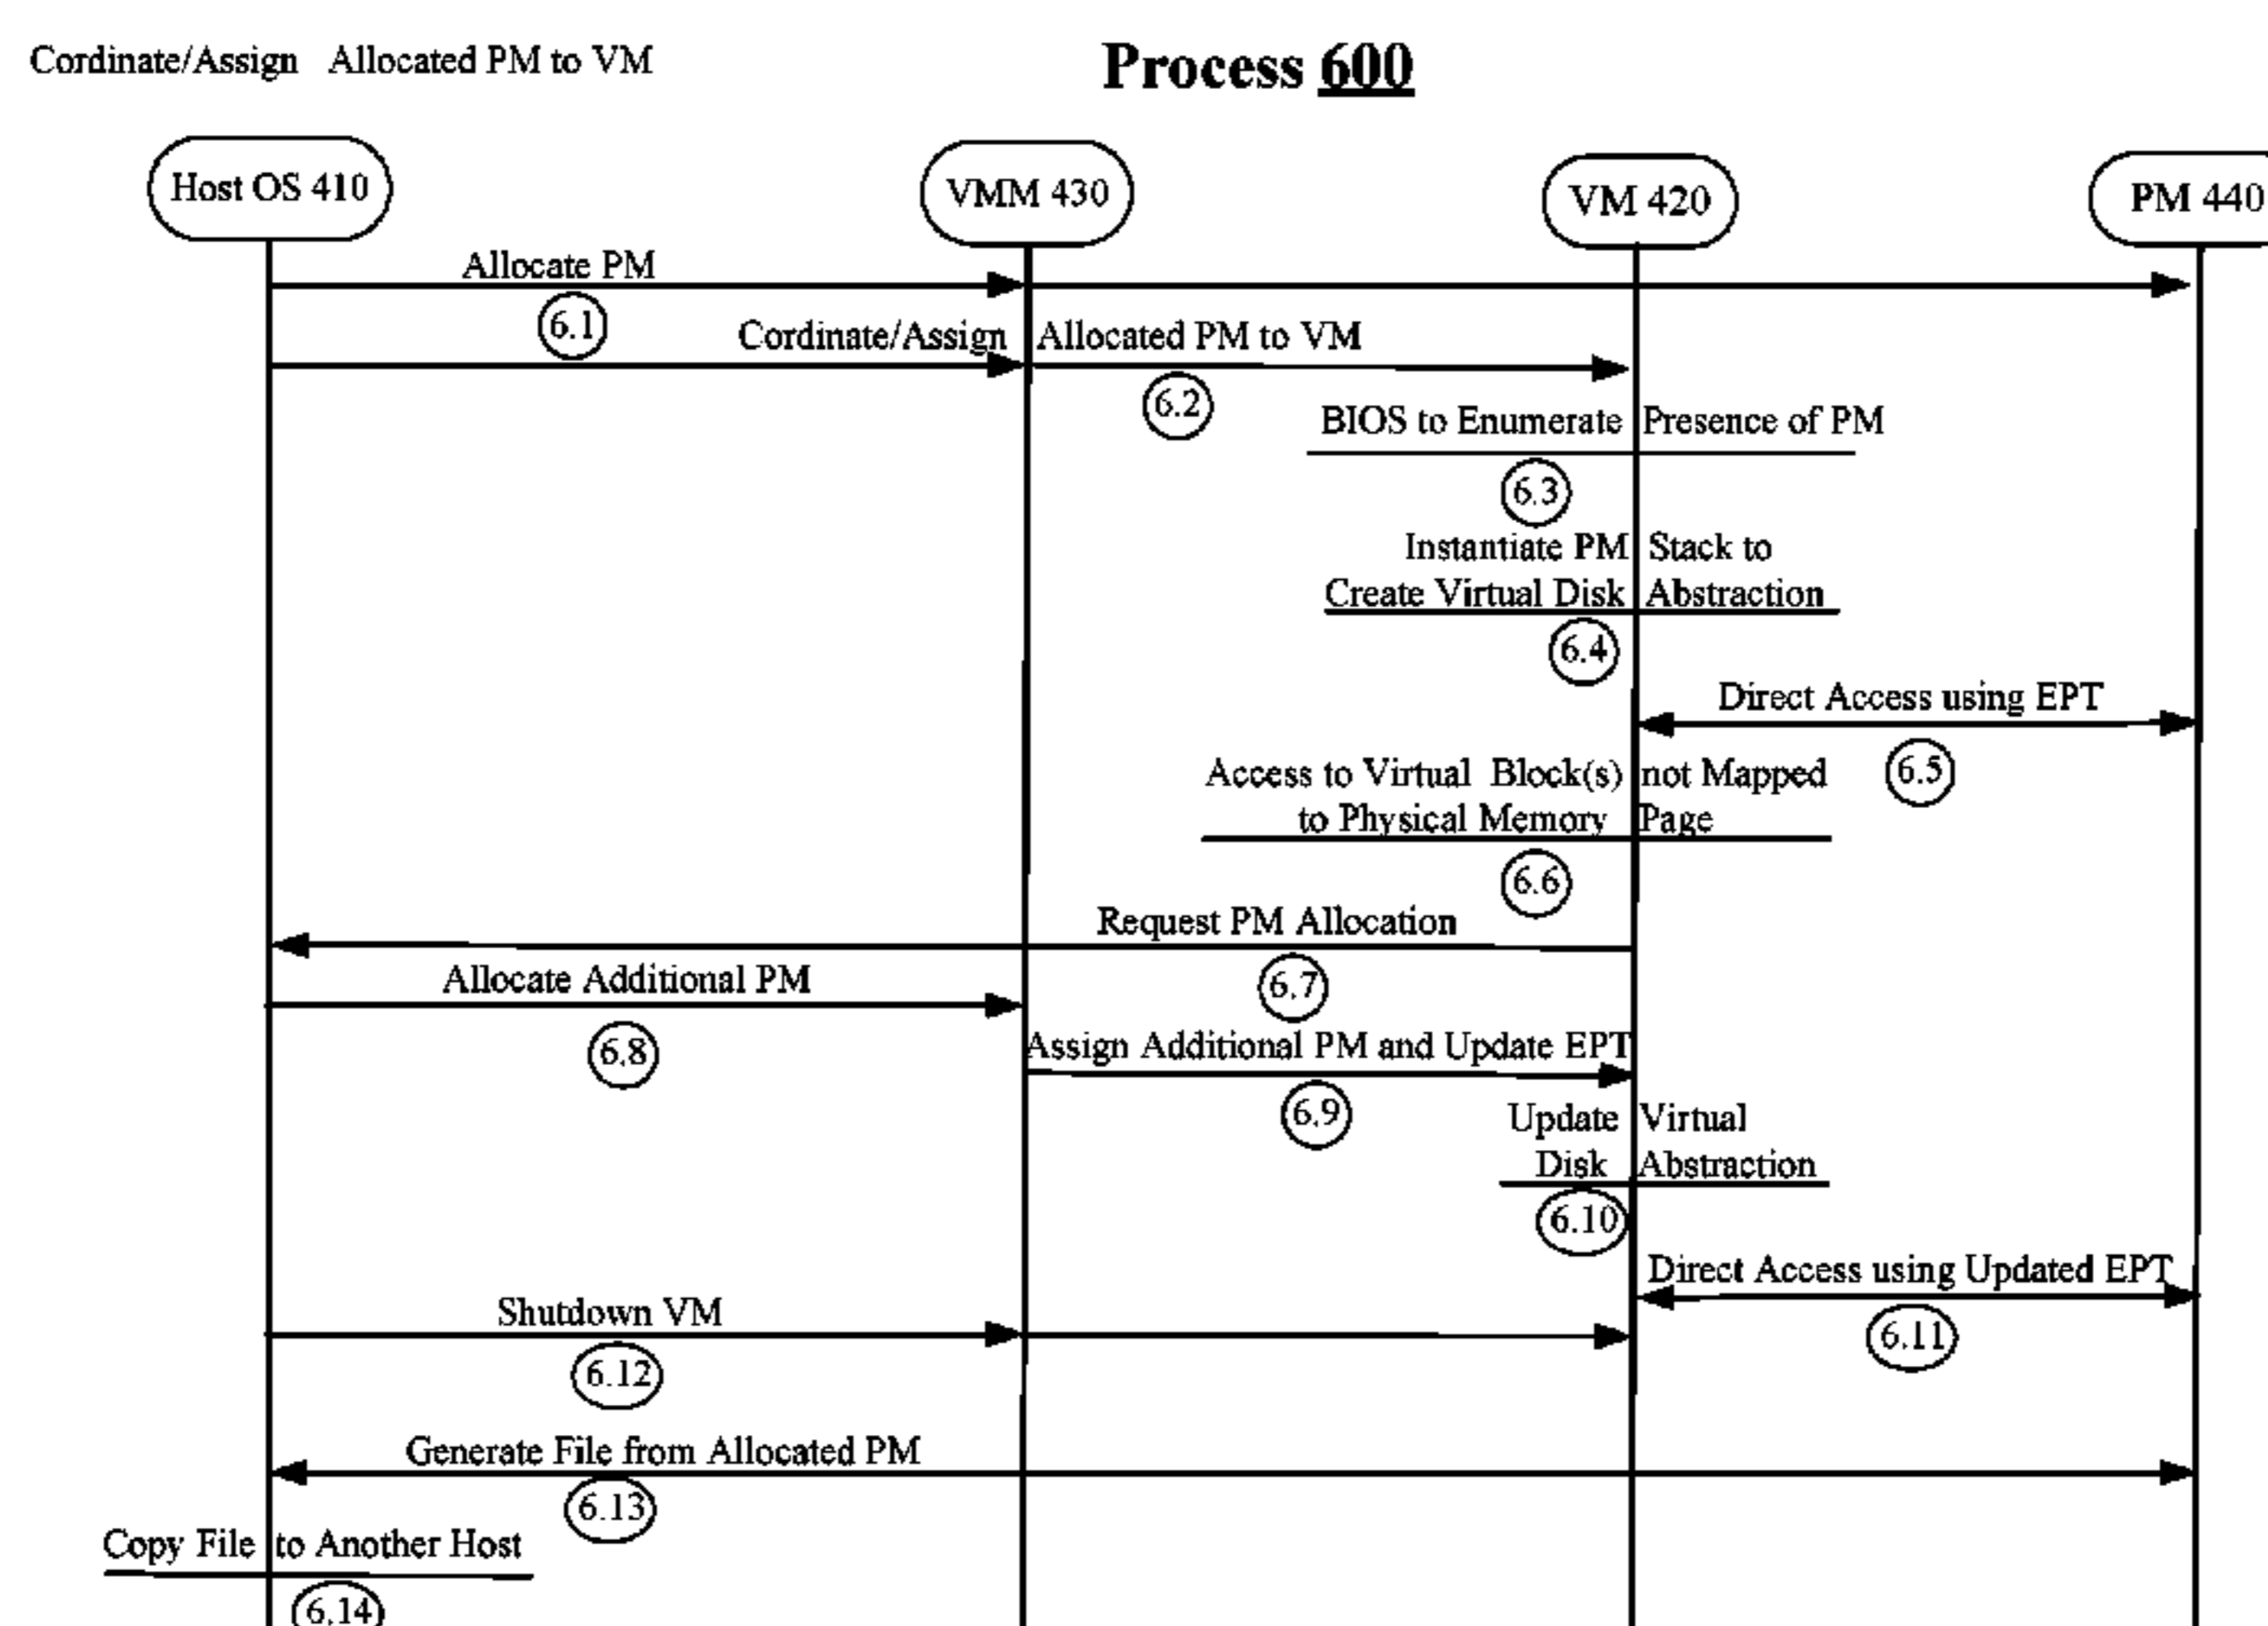 Cordinate/Assign Allocated PM to VM
Process 600
Host OS 410
VMM 430
VM 420
PM 440
Allocate PM
6.1
Cordinate/Assign Allocated PM to VM
6.2
BIOS to Enumerate Presence of PM
6.3
Instantiate PM Stack to
Create Virtual Disk Abstraction
6.4
Direct Access using EPT
6.5
Access to Virtual Block(s) not Mapped
to Physical Memory Page
6.6
Request PM Allocation
6.7
Allocate Additional PM
6.8
Assign Additional PM and Update EPT
6.9
Update Virtual
Disk Abstraction
6.10
Direct Access using Updated EPT
6.11
Shutdown VM
6.12
Generate File from Allocated PM
6.13
Copy File to Another Host
6.14